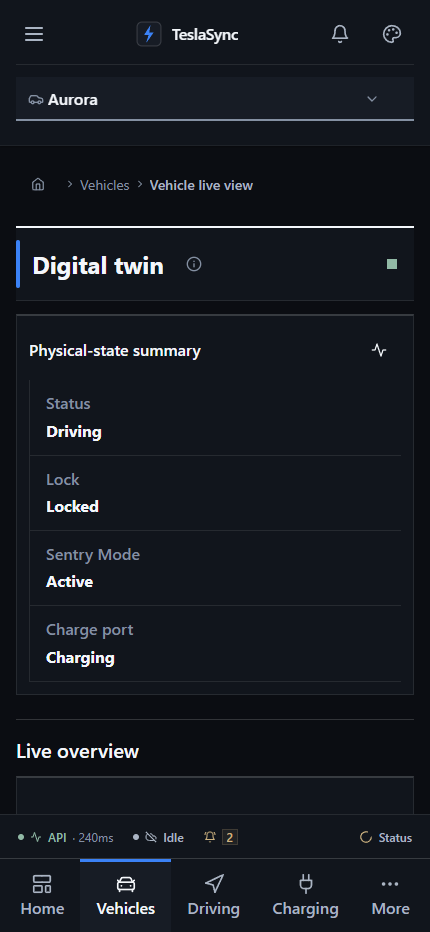 TeslaSync
Aurora
Vehicles > Vehicle live view
Digital twin
Physical-state summary
Status
Driving
Lock
Locked
Sentry Mode
Active
Charge port
Charging
Live overview
API · 240ms Idle 2 Status
Home Vehicles Driving Charging More